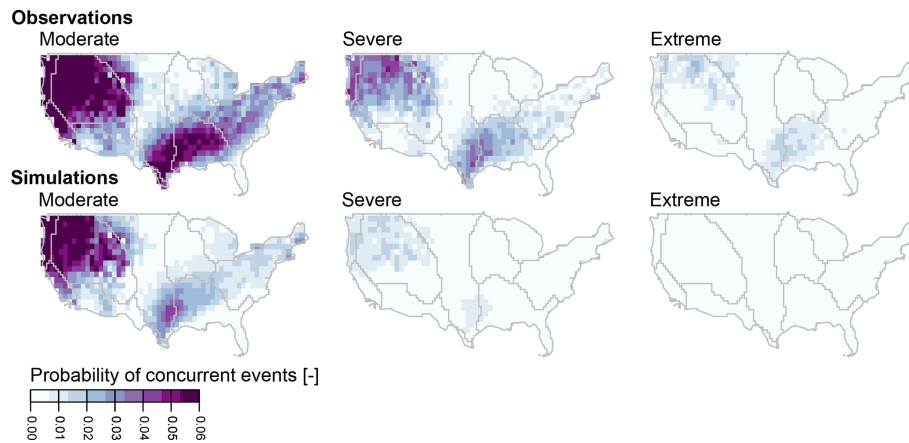 Observations
Moderate Severe Extreme
Simulations
Moderate Severe Extreme
Probability of concurrent events [-]
0.00 0.01 0.02 0.03 0.04 0.05 0.06